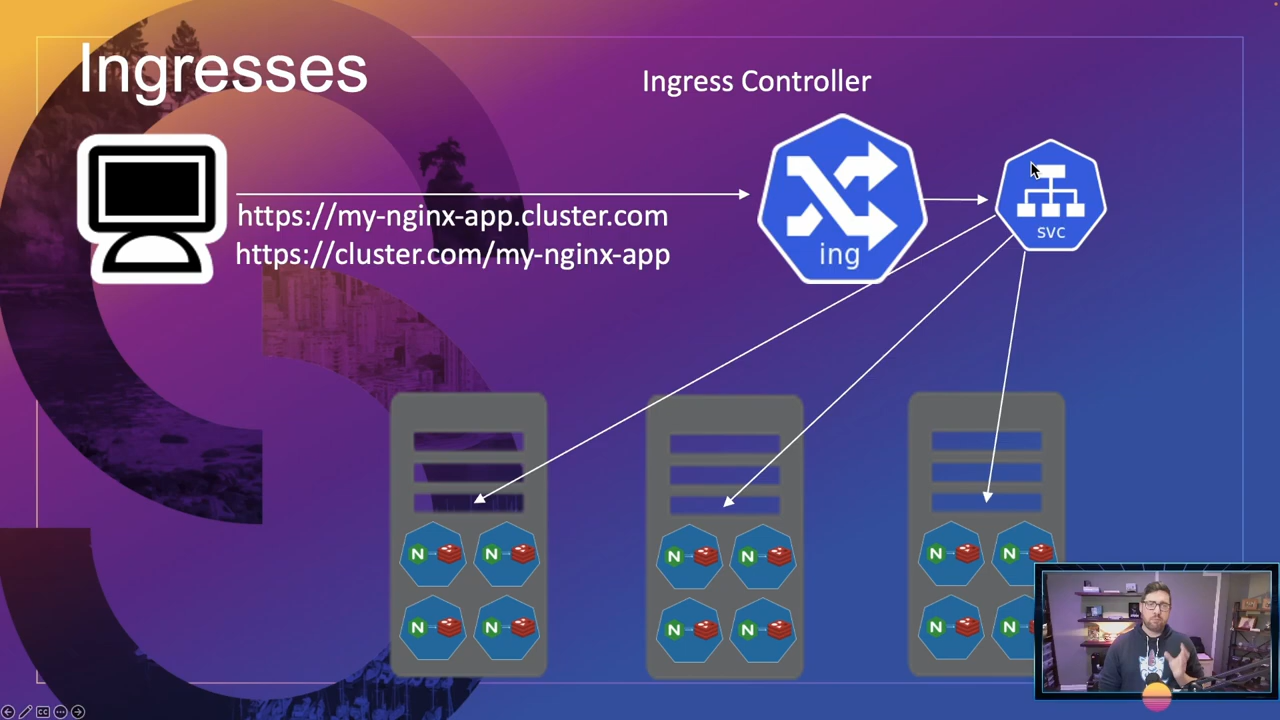 Ingresses
Ingress Controller
https://my-nginx-app.cluster.com
https://cluster.com/my-nginx-app
ing
svc
N N N N N N
N N N N N